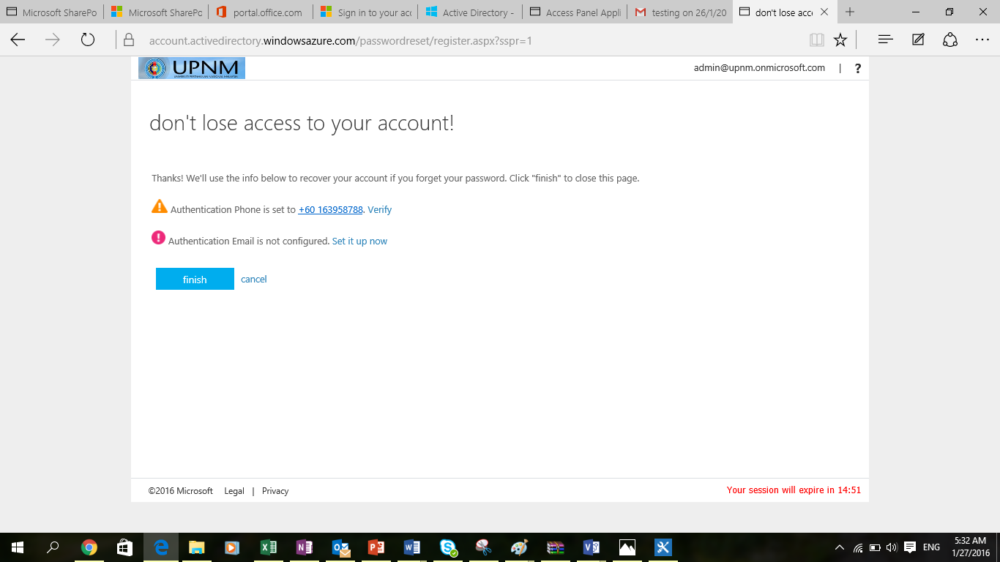 Microsoft SharePo
Microsoft SharePo
portal.office.com
Sign in to your acc
Active Directory -
Access Panel Appli
testing on 26/1/20
don't lose acce
account.activedirectory.windowsazure.com/passwordreset/register.aspx?sspr=1
UPNM
UNIVERSITI PERTAHANAN NASIONAL MALAYSIA
admin@upnm.onmicrosoft.com | ?
don't lose access to your account!
Thanks! We'll use the info below to recover your account if you forget your password. Click "finish" to close this page.
Authentication Phone is set to +60 163958788. Verify
Authentication Email is not configured. Set it up now
finish cancel
©2016 Microsoft Legal | Privacy
Your session will expire in 14:51
ENG
5:32 AM
1/27/2016